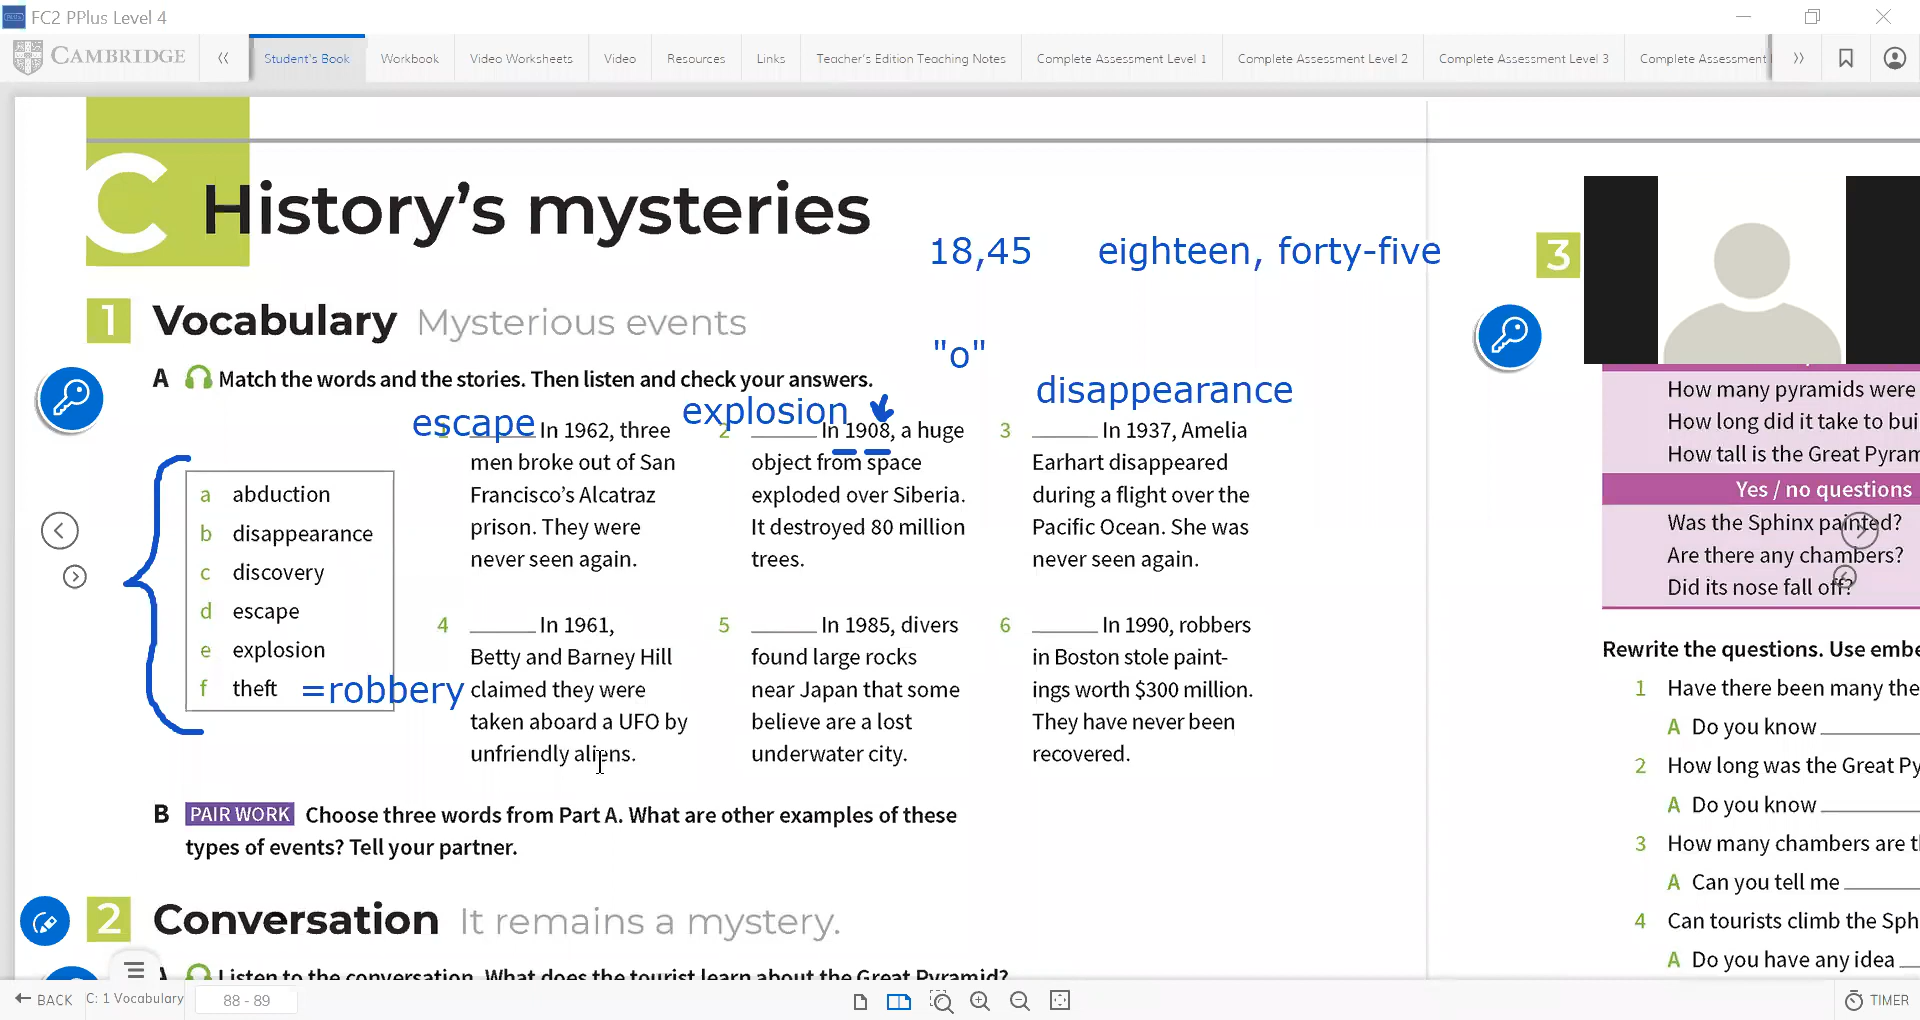 FC2 PPlus Level 4
CAMBRIDGE
Student's Book
Workbook
Video Worksheets
Video
Resources
Links
Teacher's Edition Teaching Notes
Complete Assessment Level 1
Complete Assessment Level 2
Complete Assessment Level 3
Complete Assessment
C History's mysteries
18,45 eighteen, forty-five
1 Vocabulary Mysterious events
"o"
A Match the words and the stories. Then listen and check your answers.
escape
explosion
disappearance
a abduction
b disappearance
c discovery
d escape
e explosion
f theft =robbery
1 ______ In 1962, three
men broke out of San
Francisco's Alcatraz
prison. They were
never seen again.
2 ______ In 1908, a huge
object from space
exploded over Siberia.
It destroyed 80 million
trees.
3 ______ In 1937, Amelia
Earhart disappeared
during a flight over the
Pacific Ocean. She was
never seen again.
4 ______ In 1961,
Betty and Barney Hill
claimed they were
taken aboard a UFO by
unfriendly aliens.
5 ______ In 1985, divers
found large rocks
near Japan that some
believe are a lost
underwater city.
6 ______ In 1990, robbers
in Boston stole paint-
ings worth $300 million.
They have never been
recovered.
B PAIR WORK Choose three words from Part A. What are other examples of these
types of events? Tell your partner.
2 Conversation It remains a mystery.
A Listen to the conversation. What does the tourist learn about the Great Pyramid?
3
How many pyramids were
How long did it take to bui
How tall is the Great Pyram
Yes / no questions
Was the Sphinx painted?
Are there any chambers?
Did its nose fall off?
Rewrite the questions. Use embe
1 Have there been many the
A Do you know
2 How long was the Great Py
A Do you know
3 How many chambers are t
A Can you tell me
4 Can tourists climb the Sph
A Do you have any idea
BACK
C: 1 Vocabulary
88 - 89
TIMER